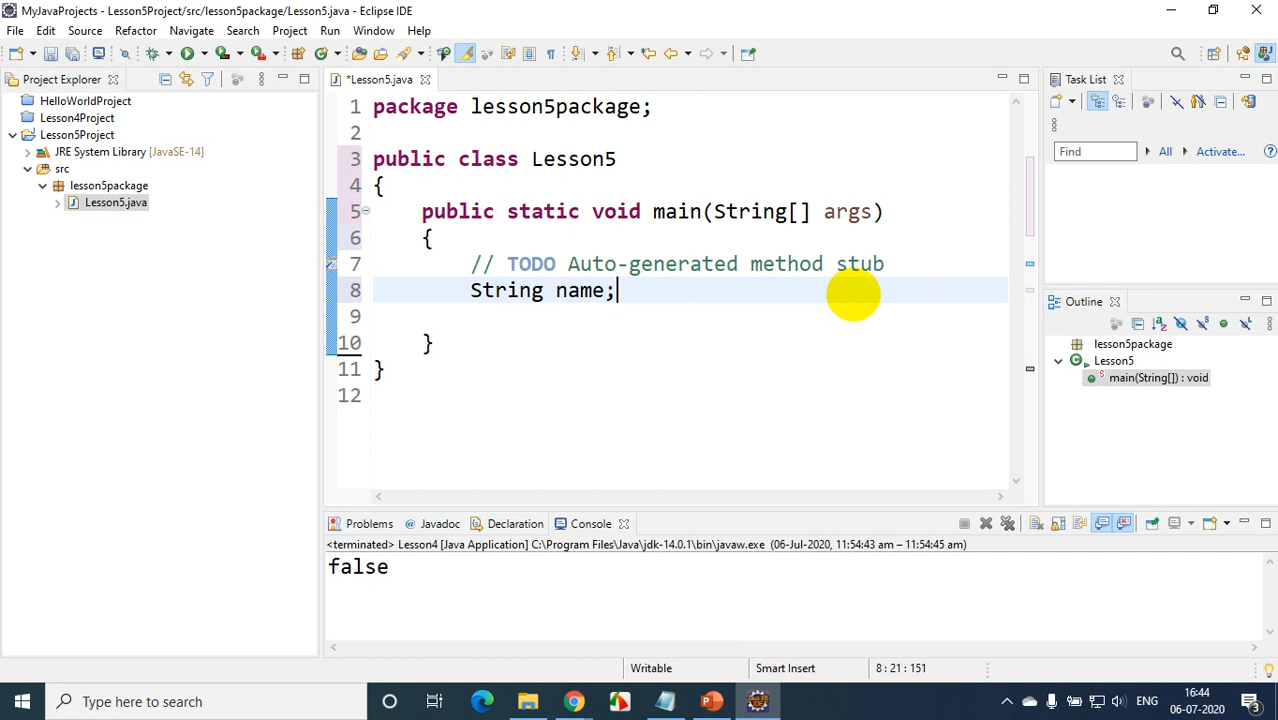 MyJavaProjects - Lesson5Project/src/lesson5package/Lesson5.java - Eclipse IDE
File Edit Source Refactor Navigate Search Project Run Window Help
Project Explorer
HelloWorldProject
Lesson4Project
Lesson5Project
JRE System Library [JavaSE-14]
src
lesson5package
Lesson5.java
*Lesson5.java
1 package lesson5package;
2
3 public class Lesson5
4 {
5 public static void main(String[] args)
6 {
7 // TODO Auto-generated method stub
8 String name;
9
10 }
11 }
12
Task List
Find All Activate...
Outline
lesson5package
Lesson5
main(String[]) : void
Problems Javadoc Declaration Console
<terminated> Lesson4 [Java Application] C:\Program Files\Java\jdk-14.0.1\bin\javaw.exe (06-Jul-2020, 11:54:43 am – 11:54:45 am)
false
Writable Smart Insert 8 : 21 : 151
Type here to search
ENG
16:44
06-07-2020
3